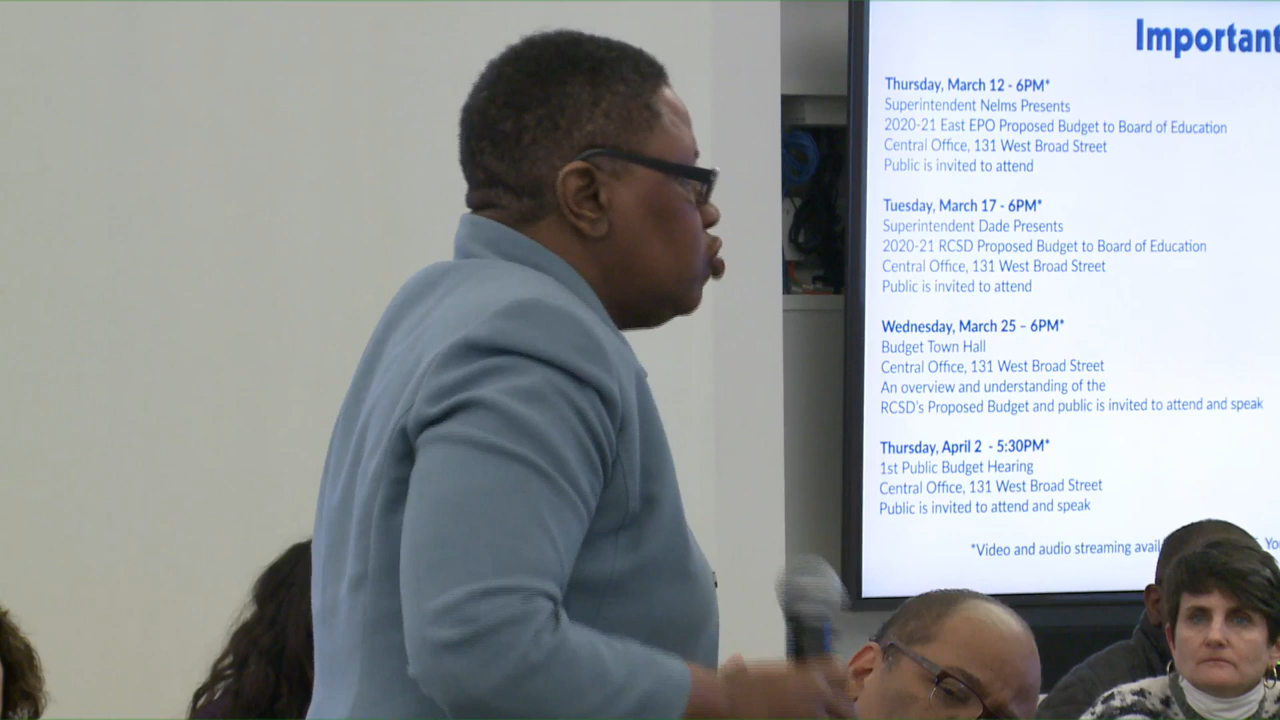 Important
Thursday, March 12 - 6PM*
Superintendent Nelms Presents
2020-21 East EPO Proposed Budget to Board of Education
Central Office, 131 West Broad Street
Public is invited to attend
Tuesday, March 17 - 6PM*
Superintendent Dade Presents
2020-21 RCSD Proposed Budget to Board of Education
Central Office, 131 West Broad Street
Public is invited to attend
Wednesday, March 25 – 6PM*
Budget Town Hall
Central Office, 131 West Broad Street
An overview and understanding of the
RCSD's Proposed Budget and public is invited to attend and speak
Thursday, April 2 - 5:30PM*
1st Public Budget Hearing
Central Office, 131 West Broad Street
Public is invited to attend and speak
*Video and audio streaming